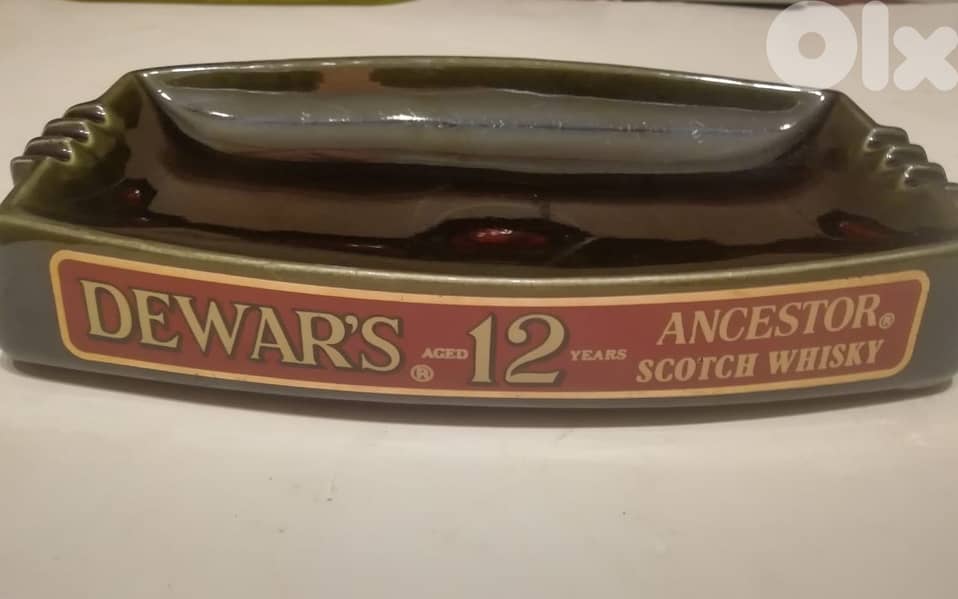 Olx
DEWAR'S® AGED 12 YEARS ANCESTOR®
SCOTCH WHISKY